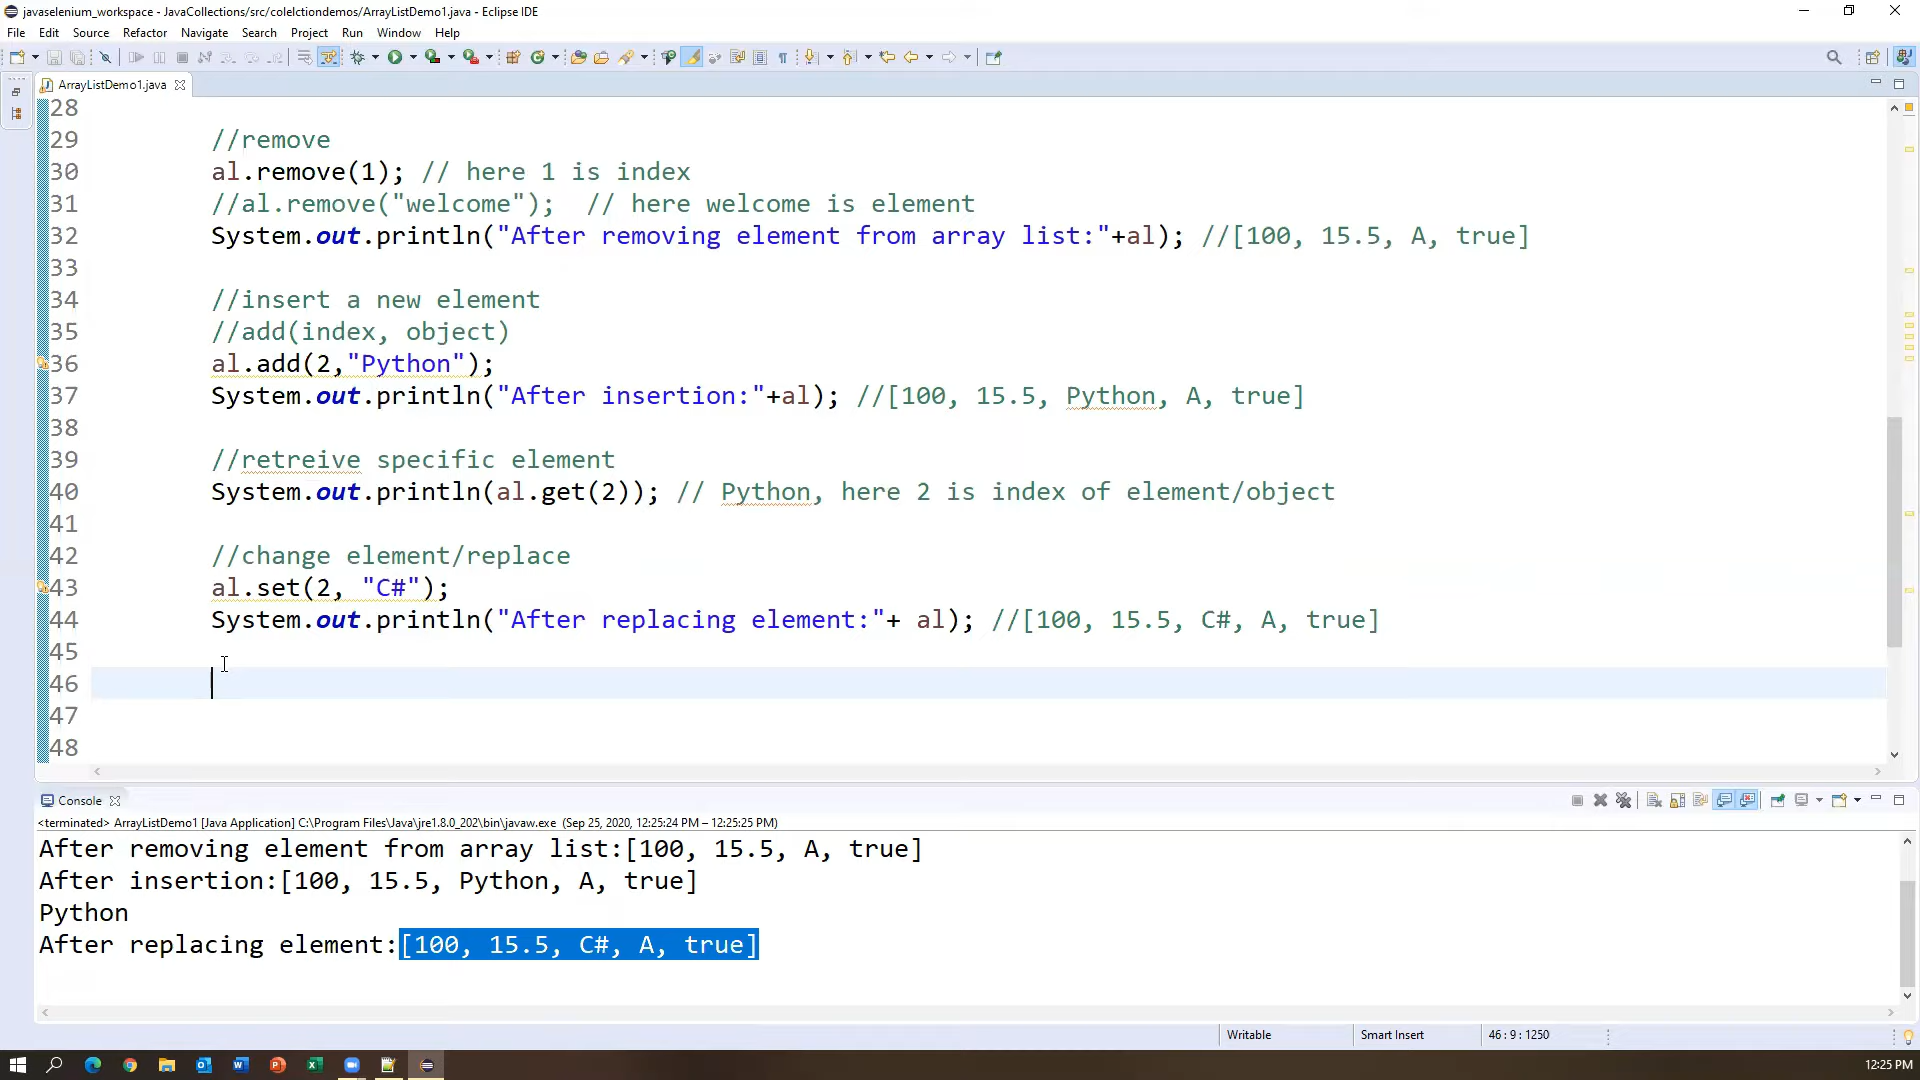 javaselenium_workspace - JavaCollections/src/colelctiondemos/ArrayListDemo1.java - Eclipse IDE
File Edit Source Refactor Navigate Search Project Run Window Help
ArrayListDemo1.java
28
29 //remove
30 al.remove(1); // here 1 is index
31 //al.remove("welcome"); // here welcome is element
32 System.out.println("After removing element from array list:"+al); //[100, 15.5, A, true]
33
34 //insert a new element
35 //add(index, object)
36 al.add(2,"Python");
37 System.out.println("After insertion:"+al); //[100, 15.5, Python, A, true]
38
39 //retreive specific element
40 System.out.println(al.get(2)); // Python, here 2 is index of element/object
41
42 //change element/replace
43 al.set(2, "C#");
44 System.out.println("After replacing element:"+ al); //[100, 15.5, C#, A, true]
45
46
47
48
Console
<terminated> ArrayListDemo1 [Java Application] C:\Program Files\Java\jre1.8.0_202\bin\javaw.exe (Sep 25, 2020, 12:25:24 PM – 12:25:25 PM)
After removing element from array list:[100, 15.5, A, true]
After insertion:[100, 15.5, Python, A, true]
Python
After replacing element:[100, 15.5, C#, A, true]
Writable Smart Insert 46 : 9 : 1250
12:25 PM